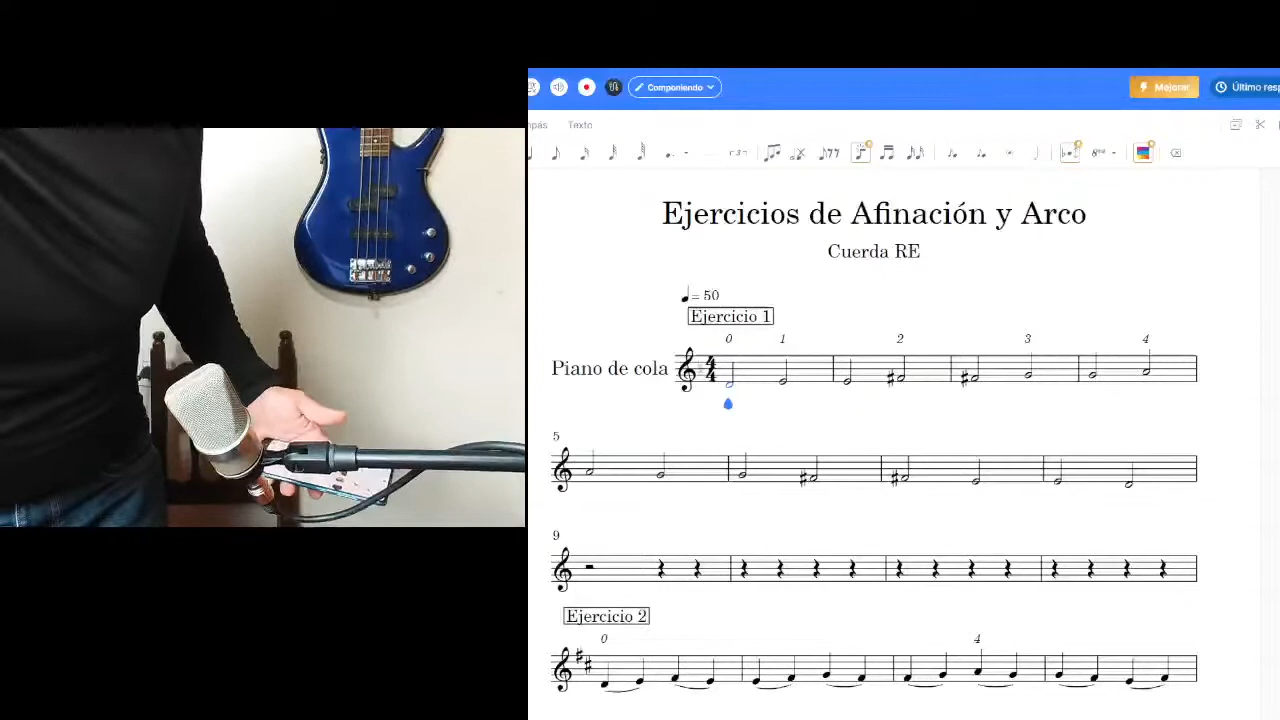 Componiendo
Mejorar
Último resp
npás
Texto
Ejercicios de Afinación y Arco
Cuerda RE
= 50
Ejercicio 1
0 1 2 3 4
Piano de cola
5
9
Ejercicio 2
0 4